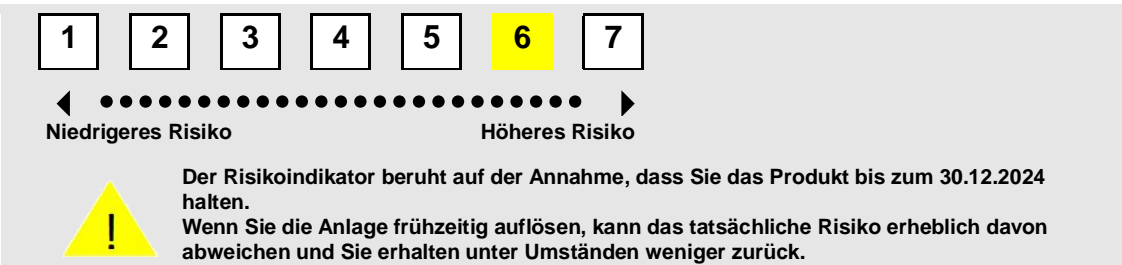 1 2 3 4 5 6 7
Niedrigeres Risiko Höheres Risiko
Der Risikoindikator beruht auf der Annahme, dass Sie das Produkt bis zum 30.12.2024
halten.
Wenn Sie die Anlage frühzeitig auflösen, kann das tatsächliche Risiko erheblich davon
abweichen und Sie erhalten unter Umständen weniger zurück.
!